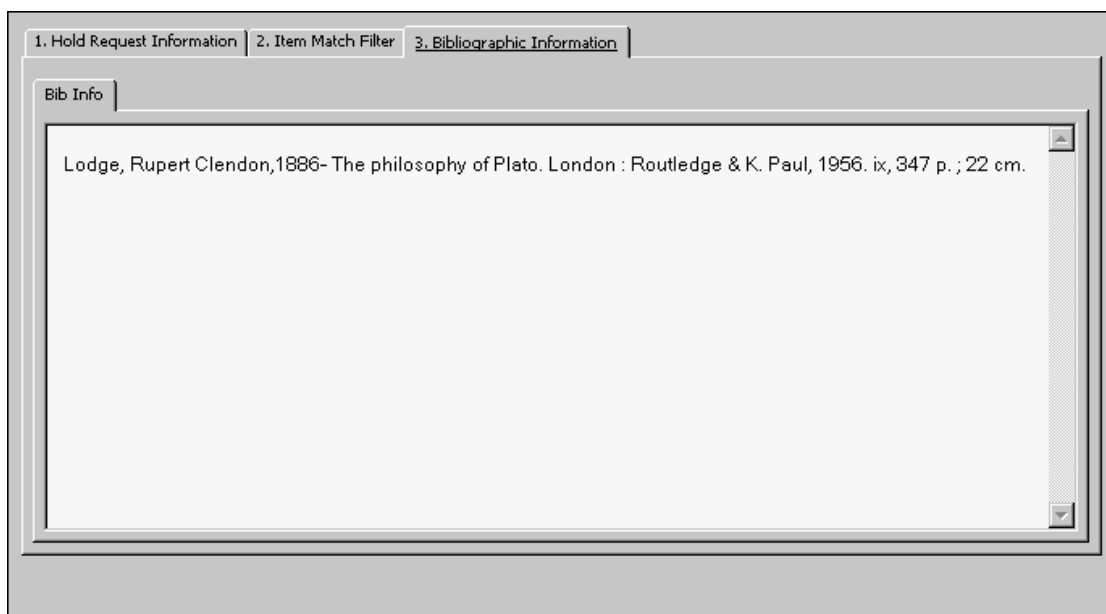 1. Hold Request Information 2. Item Match Filter 3. Bibliographic Information
Bib Info
Lodge, Rupert Clendon,1886- The philosophy of Plato. London : Routledge & K. Paul, 1956. ix, 347 p. ; 22 cm.